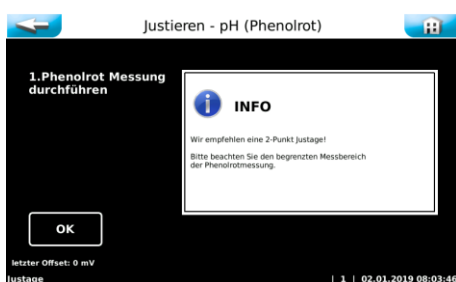 Justieren - pH (Phenolrot)
1.Phenolrot Messung
durchführen
INFO
Wir empfehlen eine 2-Punkt Justage!
Bitte beachten Sie den begrenzten Messbereich
der Phenolrotmessung.
OK
letzter Offset: 0 mV
Justage | 1 | 02.01.2019 08:03:46